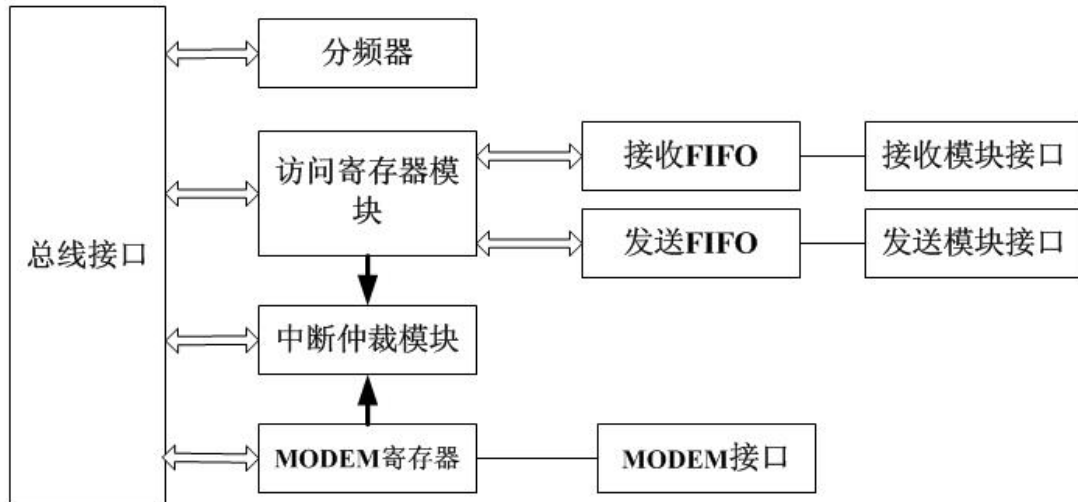 分频器
访问寄存器模
块
接收FIFO
接收模块接口
发送FIFO
发送模块接口
总线接口
中断仲裁模块
MODEM寄存器
MODEM接口